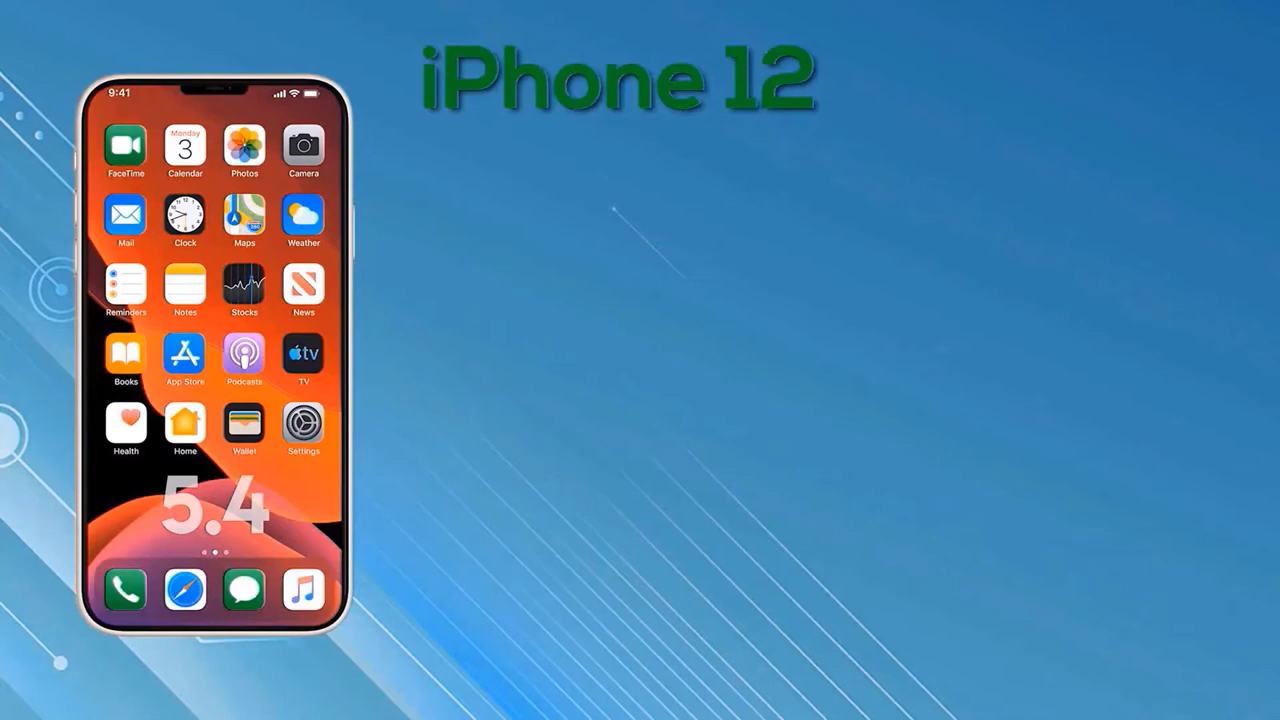 iPhone 12
9:41
Monday
3
FaceTime Calendar Photos Camera
280
Mail Clock Maps Weather
Reminders Notes Stocks News
tv
Books App Store Podcasts TV
Health Home Wallet Settings
5.4